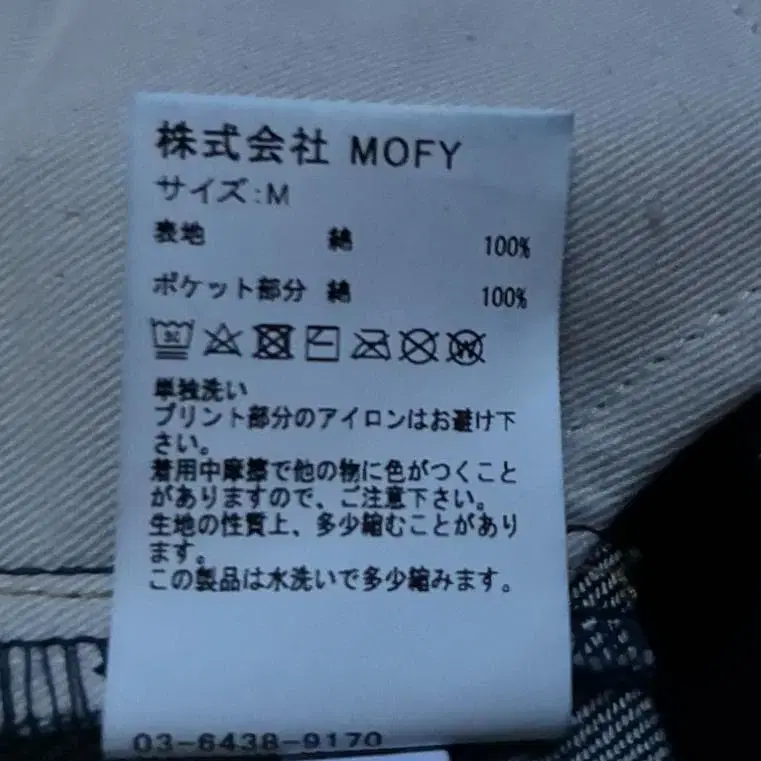 株式会社 MOFY
サイズ:M
表地 綿 100%
ポケット部分 綿 100%
単独洗い
プリント部分のアイロンはお避け下
さい。
着用中摩擦で他の物に色がつくこと
がありますので、ご注意下さい。
生地の性質上、多少縮むことがあり
ます。
この製品は水洗いで多少縮みます。
03-6438-9170